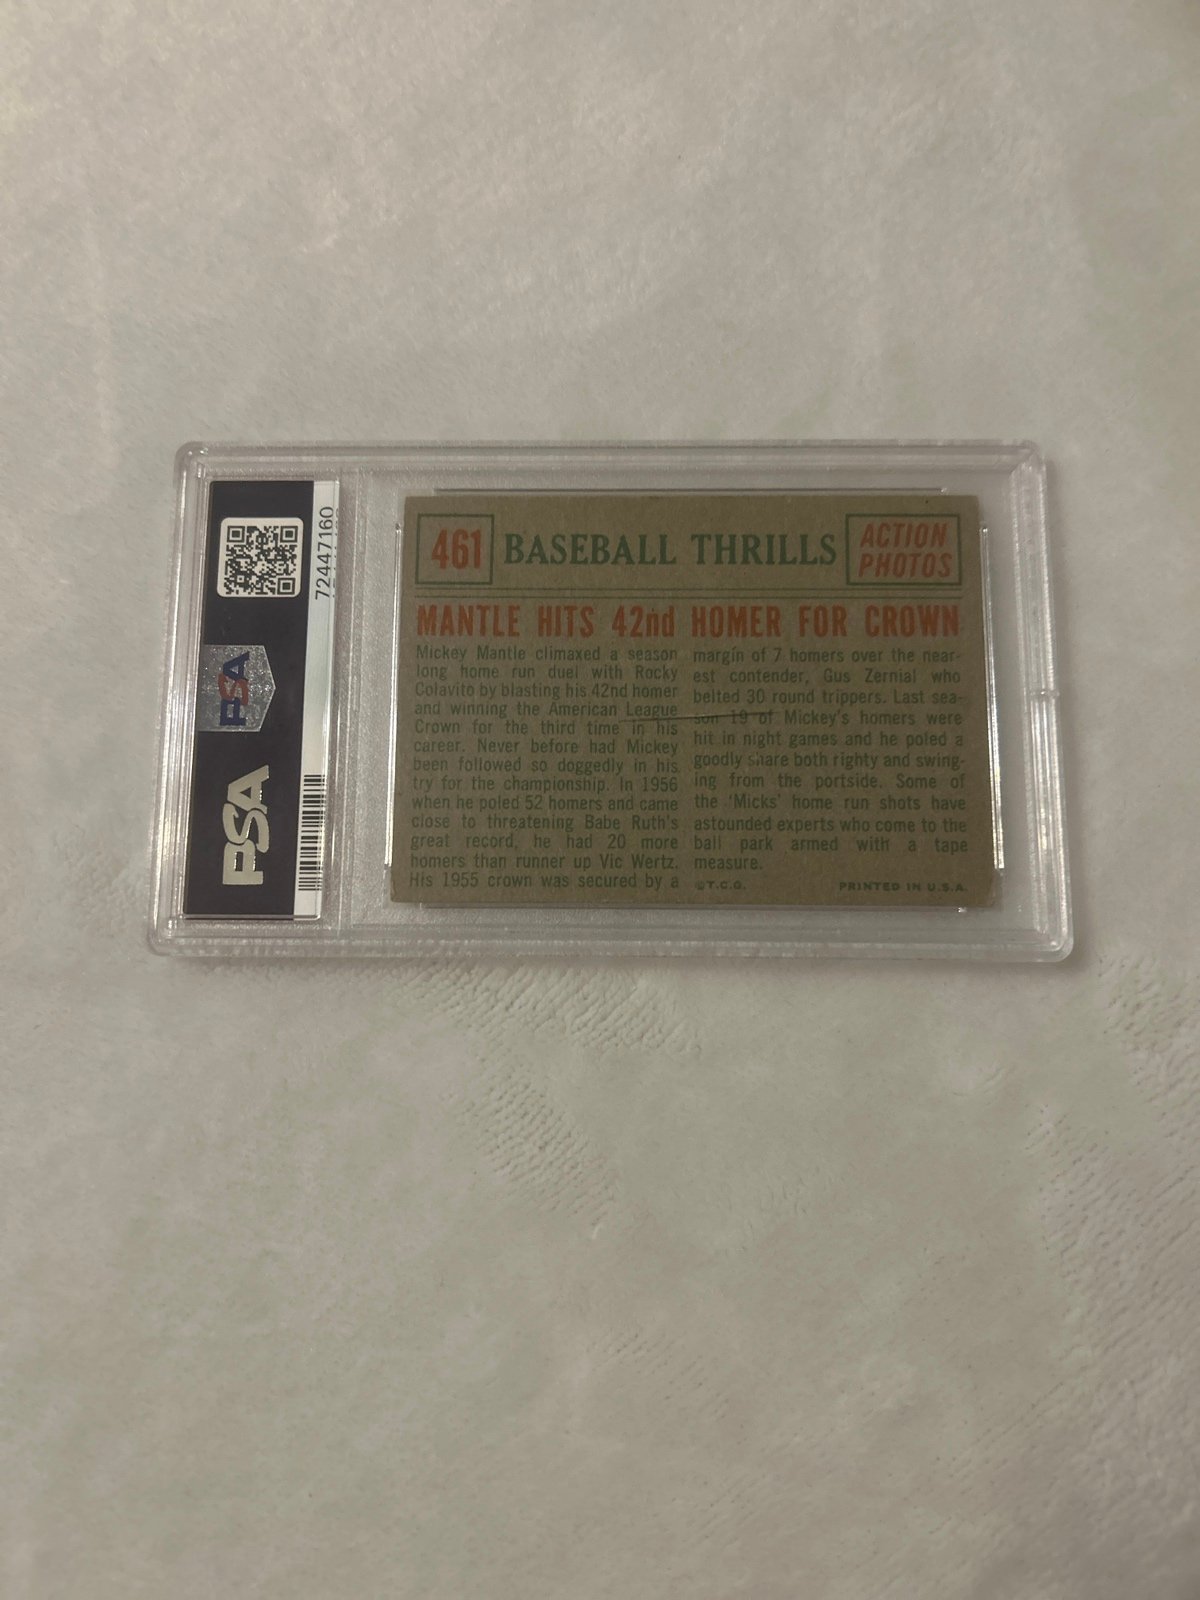 72447160
PSA
PSA
461 BASEBALL THRILLS ACTION PHOTOS
MANTLE HITS 42nd HOMER FOR CROWN
Mickey Mantle climaxed a season
long home run duel with Rocky
Colavito by blasting his 42nd homer
and winning the American League
Crown for the third time in his
career. Never before had Mickey
been followed so doggedly in his
try for the championship. In 1956
when he poled 52 homers and came
close to threatening Babe Ruth's
great record, he had 20 more
homers than runner up Vic Wertz.
His 1955 crown was secured by a
margin of 7 homers over the near-
est contender, Gus Zernial who
belted 30 round trippers. Last sea-
son 19 of Mickey's homers were
hit in night games and he poled a
goodly share both righty and swing-
ing from the portside. Some of
the 'Micks' home run shots have
astounded experts who come to the
ball park armed with a tape
measure.
©T.C.G. PRINTED IN U.S.A.